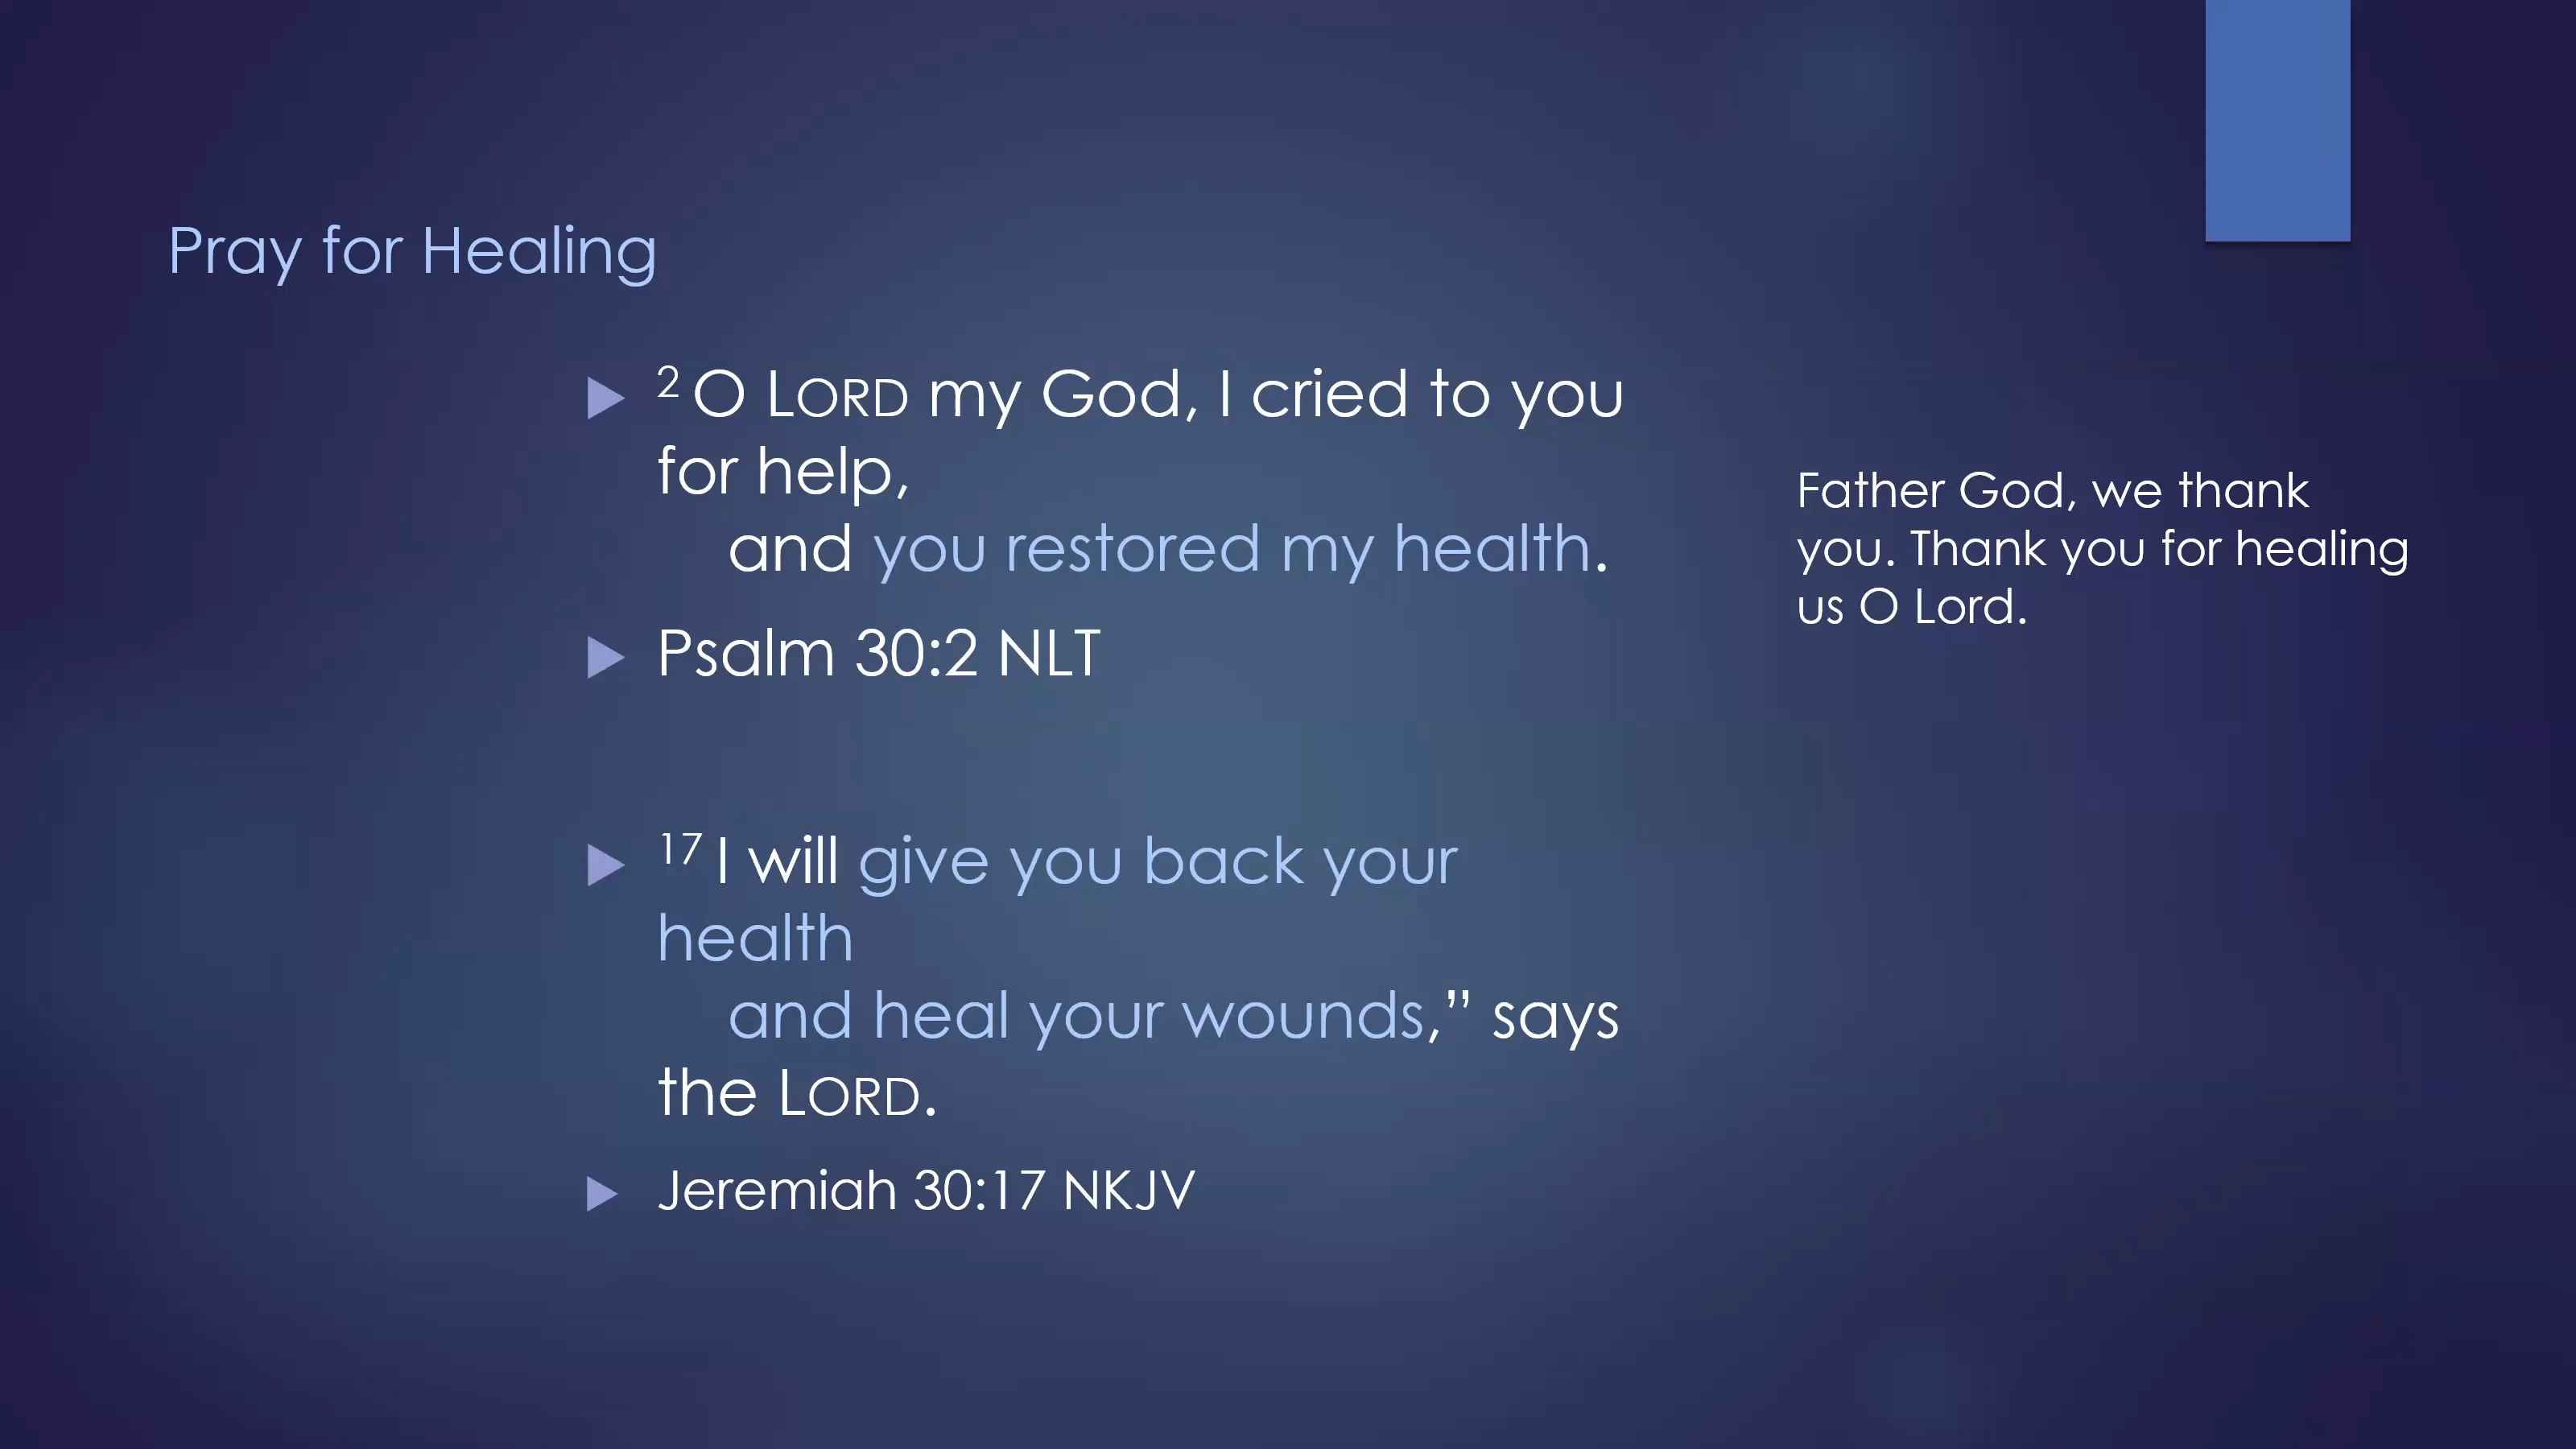 Pray for Healing
² O LORD my God, I cried to you
for help,
and you restored my health.
Psalm 30:2 NLT
¹⁷ I will give you back your
health
and heal your wounds,” says
the LORD.
Jeremiah 30:17 NKJV
Father God, we thank
you. Thank you for healing
us O Lord.